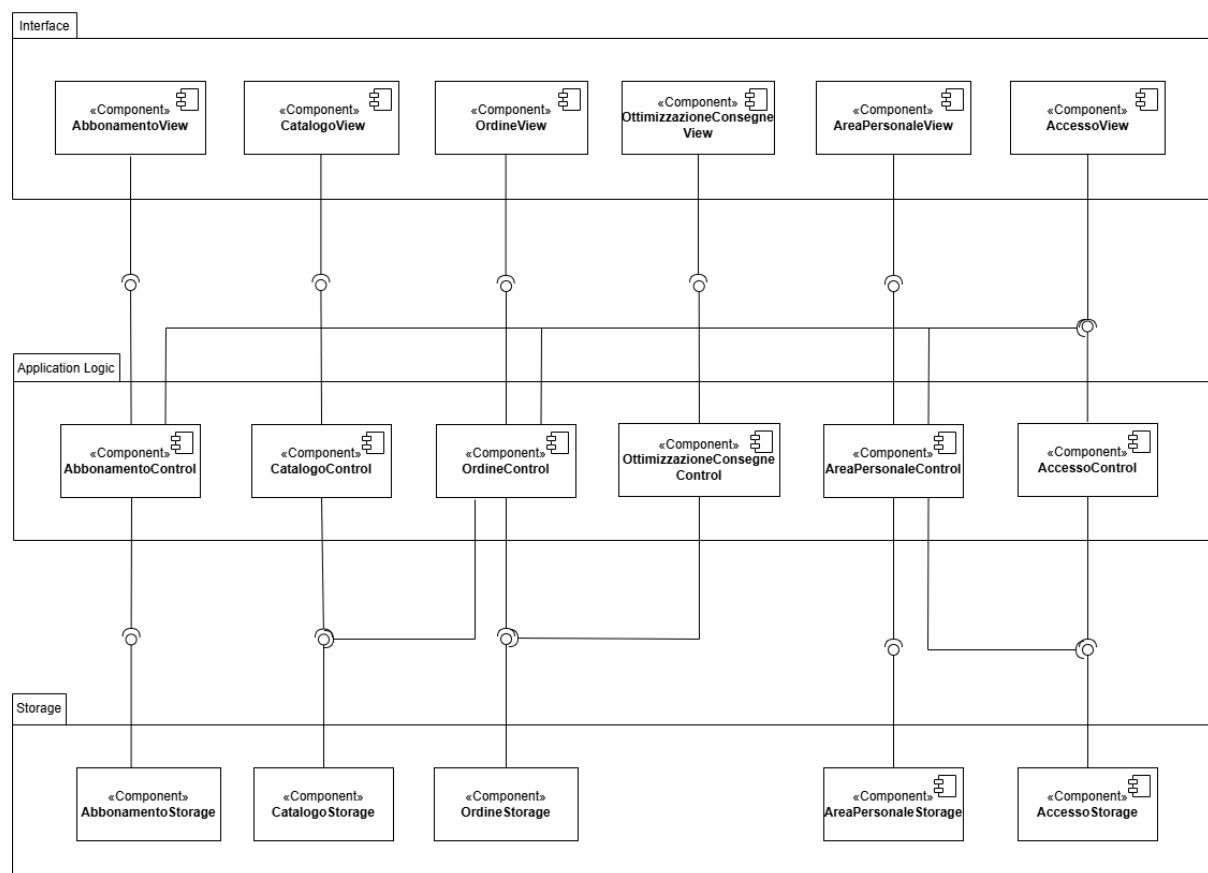 Interface
«Component»
AbbonamentoView
«Component»
CatalogoView
«Component»
OrdineView
«Component»
OttimizzazioneConsegne
View
«Component»
AreaPersonaleView
«Component»
AccessoView
Application Logic
«Component»
AbbonamentoControl
«Component»
CatalogoControl
«Component»
OrdineControl
«Component»
OttimizzazioneConsegne
Control
«Component»
AreaPersonaleControl
«Component»
AccessoControl
Storage
«Component»
AbbonamentoStorage
«Component»
CatalogoStorage
«Component»
OrdineStorage
«Component»
AreaPersonaleStorage
«Component»
AccessoStorage